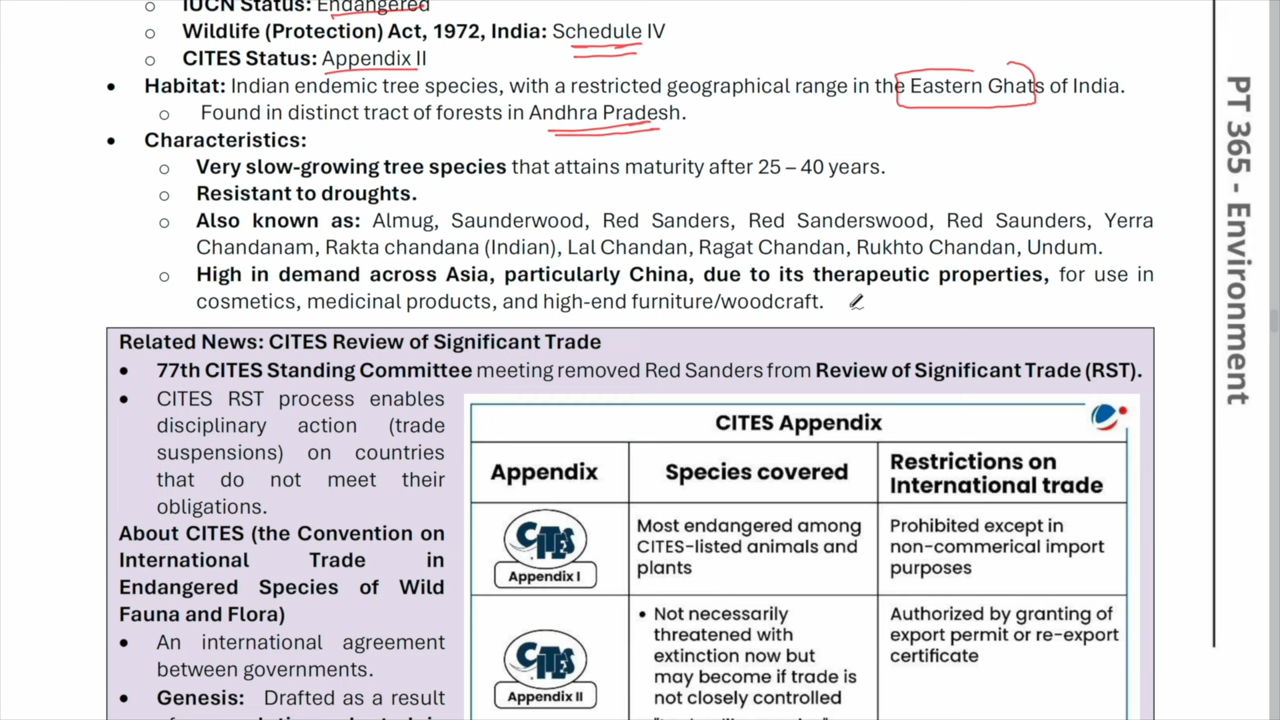 IUCN Status: Endangered
Wildlife (Protection) Act, 1972, India: Schedule IV
CITES Status: Appendix II
Habitat: Indian endemic tree species, with a restricted geographical range in the Eastern Ghats of India.
Found in distinct tract of forests in Andhra Pradesh.
Characteristics:
Very slow-growing tree species that attains maturity after 25 – 40 years.
Resistant to droughts.
Also known as: Almug, Saunderwood, Red Sanders, Red Sanderswood, Red Saunders, Yerra
Chandanam, Rakta chandana (Indian), Lal Chandan, Ragat Chandan, Rukhto Chandan, Undum.
High in demand across Asia, particularly China, due to its therapeutic properties, for use in
cosmetics, medicinal products, and high-end furniture/woodcraft.
Related News: CITES Review of Significant Trade
77th CITES Standing Committee meeting removed Red Sanders from Review of Significant Trade (RST).
CITES RST process enables
disciplinary action (trade
suspensions) on countries
that do not meet their
obligations.
About CITES (the Convention on
International Trade in
Endangered Species of Wild
Fauna and Flora)
An international agreement
between governments.
Genesis: Drafted as a result
CITES Appendix
Appendix
Species covered
Restrictions on
International trade
CITES
Appendix I
Most endangered among
CITES-listed animals and
plants
Prohibited except in
non-commerical import
purposes
CITES
Appendix II
Not necessarily
threatened with
extinction now but
may become if trade is
not closely controlled
Authorized by granting of
export permit or re-export
certificate
PT 365 - Environment